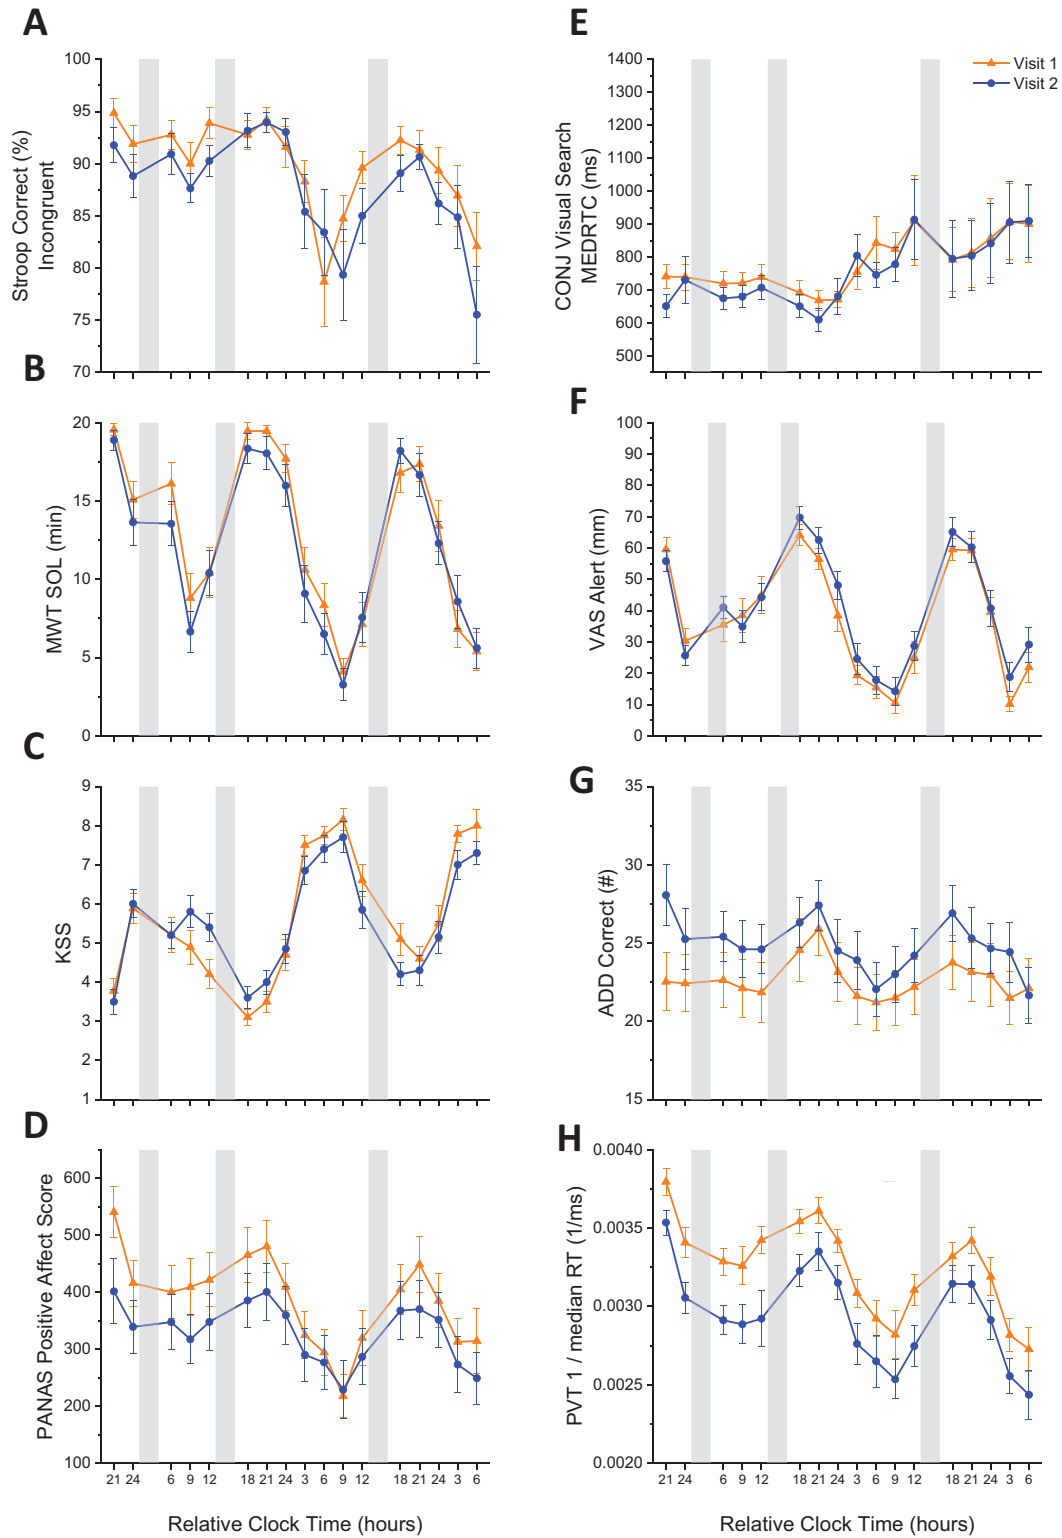 A
Stroop Correct (%)
Incongruent
100
95
90
85
80
75
70
B
MWT SOL (min)
20
15
10
5
0
C
KSS
9
8
7
6
5
4
3
2
1
D
PANAS Positive Affect Score
600
500
400
300
200
100
21 24 6 9 12 18 21 24 3 6 9 12 18 21 24 3 6
Relative Clock Time (hours)
E
Visit 1
Visit 2
CONJ Visual Search
MEDRTC (ms)
1400
1300
1200
1100
1000
900
800
700
600
500
F
VAS Alert (mm)
100
90
80
70
60
50
40
30
20
10
0
G
ADD Correct (#)
35
30
25
20
15
H
PVT 1 / median RT (1/ms)
0.0040
0.0035
0.0030
0.0025
0.0020
21 24 6 9 12 18 21 24 3 6 9 12 18 21 24 3 6
Relative Clock Time (hours)